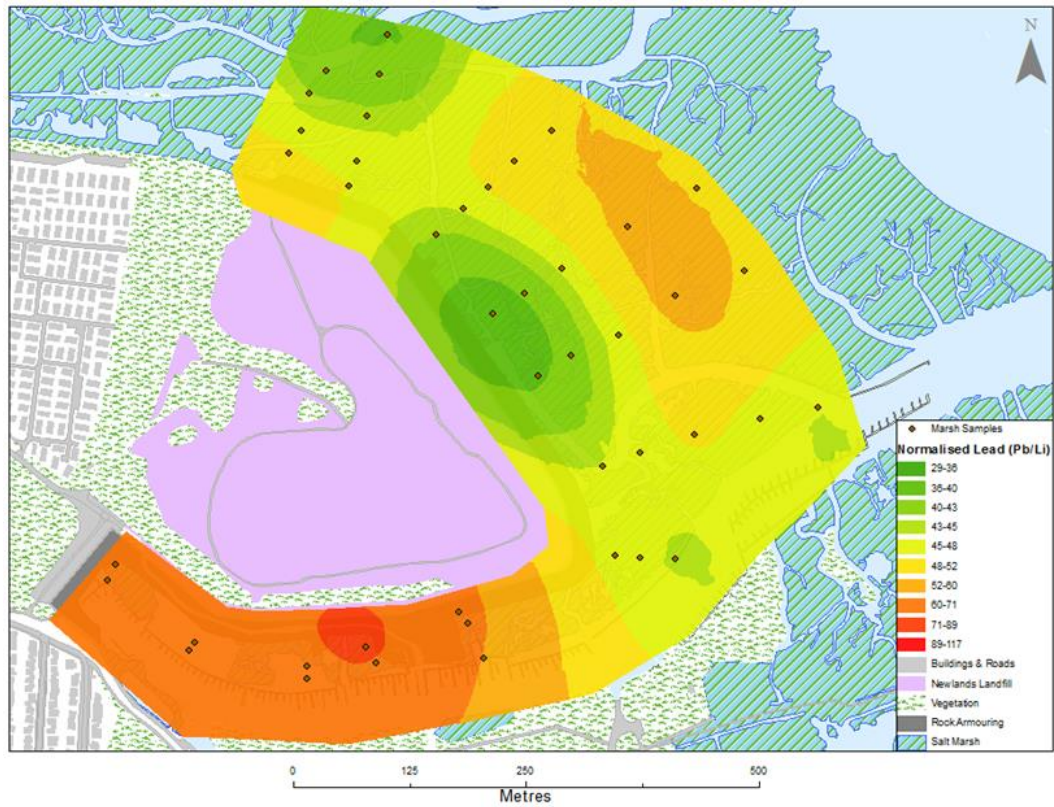 N
Marsh Samples
Normalised Lead (Pb/Li)
29-36
36-40
40-43
43-45
45-48
48-52
52-60
60-71
71-89
89-117
Buildings & Roads
Newlands Landfill
Vegetation
Rock Armouring
Salt Marsh
0 125 250 500
Metres